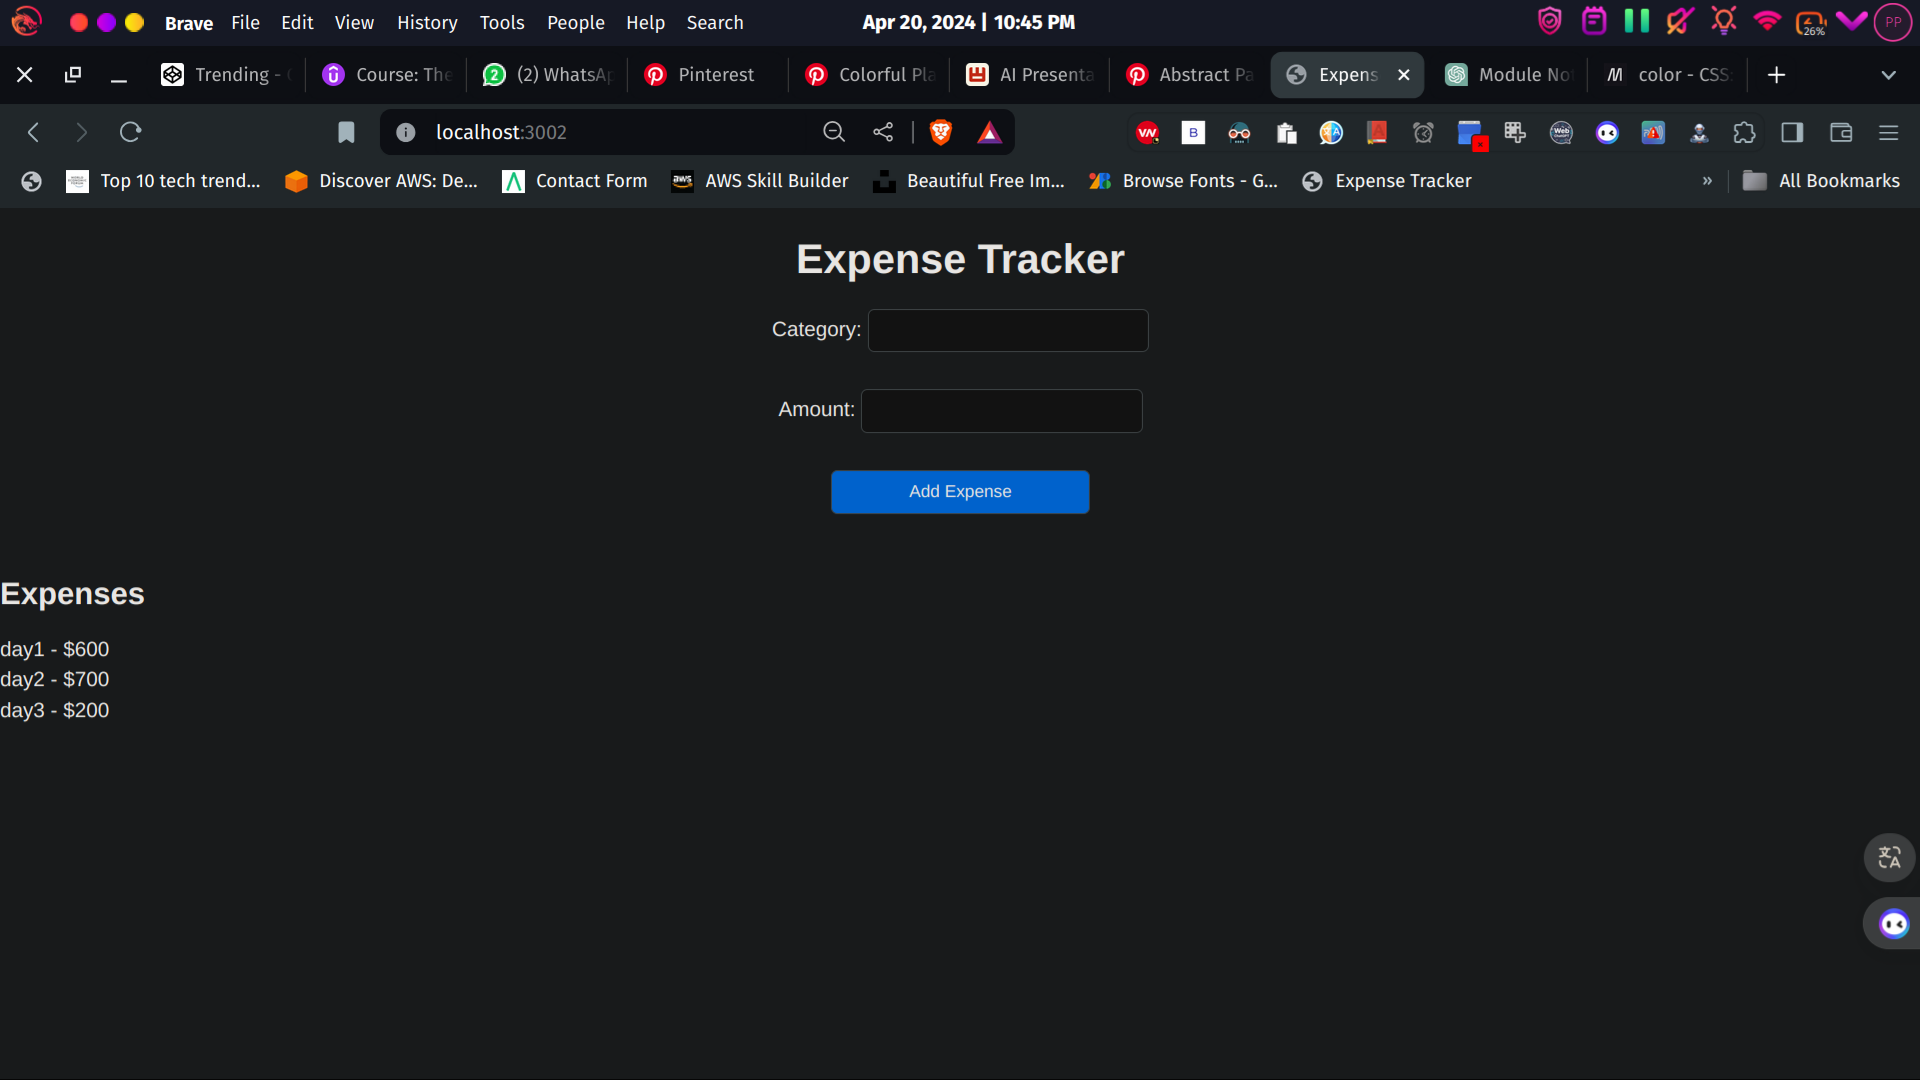 Brave File Edit View History Tools People Help Search Apr 20, 2024 | 10:45 PM 26% PP
Trending - Course: The (2) WhatsAp Pinterest Colorful Pla AI Presenta Abstract Pa Expens Module No color - CSS:
localhost:3002
Top 10 tech trend... Discover AWS: De... Contact Form AWS Skill Builder Beautiful Free Im... Browse Fonts - G... Expense Tracker » All Bookmarks
Expense Tracker
Category:
Amount:
Add Expense
Expenses
day1 - $600
day2 - $700
day3 - $200